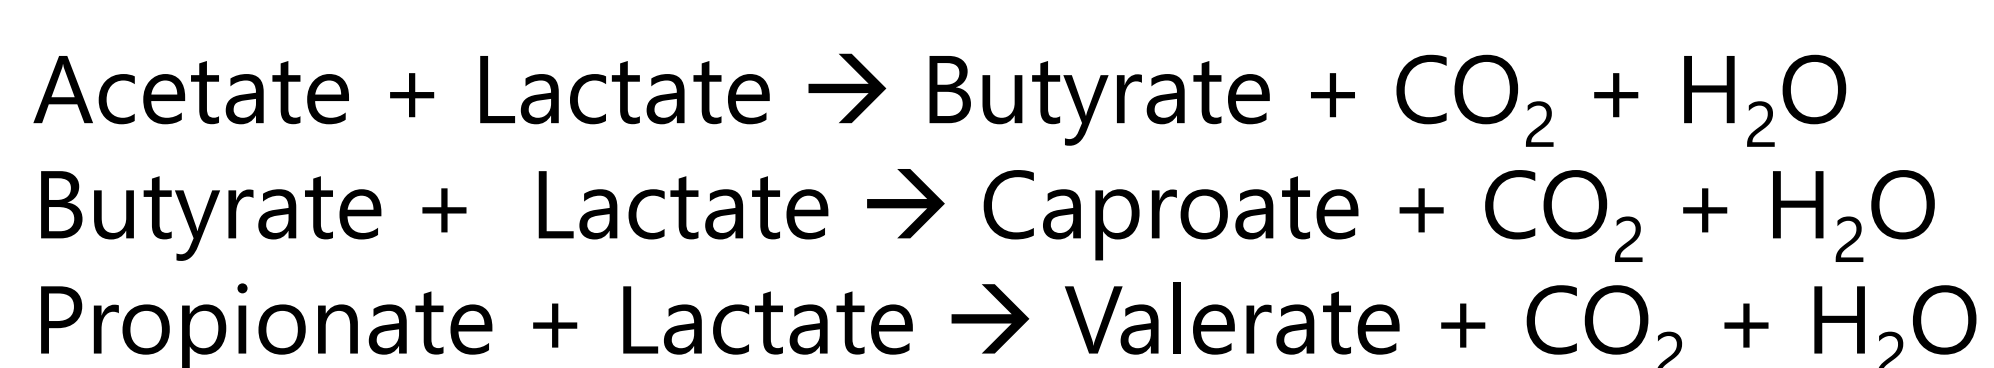 Acetate + Lactate → Butyrate + CO₂ + H₂O
Butyrate + Lactate → Caproate + CO₂ + H₂O
Propionate + Lactate → Valerate + CO₂ + H₂O